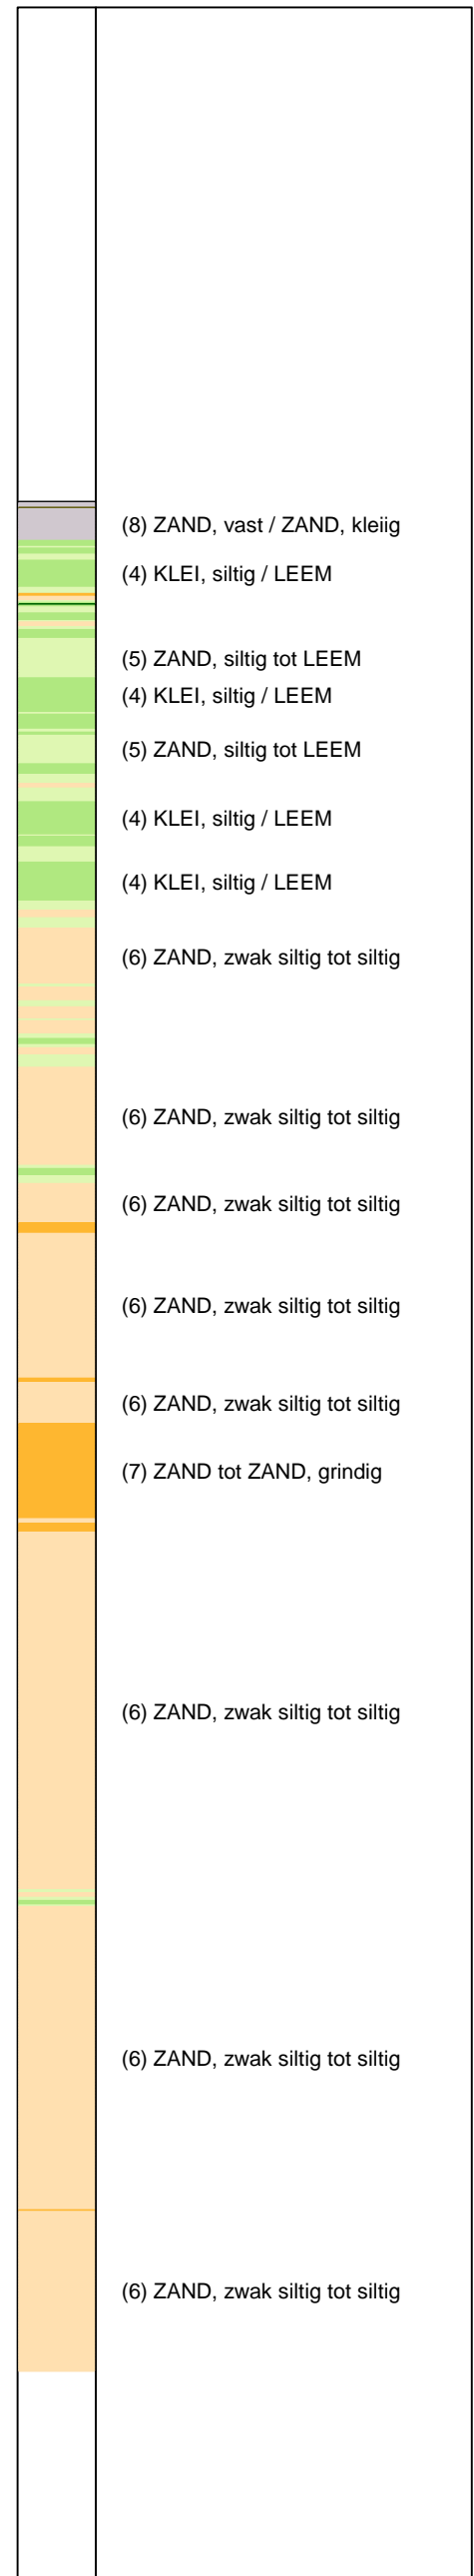 (8) ZAND, vast / ZAND, kleiig
(4) KLEI, siltig / LEEM
(5) ZAND, siltig tot LEEM
(4) KLEI, siltig / LEEM
(5) ZAND, siltig tot LEEM
(4) KLEI, siltig / LEEM
(4) KLEI, siltig / LEEM
(6) ZAND, zwak siltig tot siltig
(6) ZAND, zwak siltig tot siltig
(6) ZAND, zwak siltig tot siltig
(6) ZAND, zwak siltig tot siltig
(6) ZAND, zwak siltig tot siltig
(7) ZAND tot ZAND, grindig
(6) ZAND, zwak siltig tot siltig
(6) ZAND, zwak siltig tot siltig
(6) ZAND, zwak siltig tot siltig